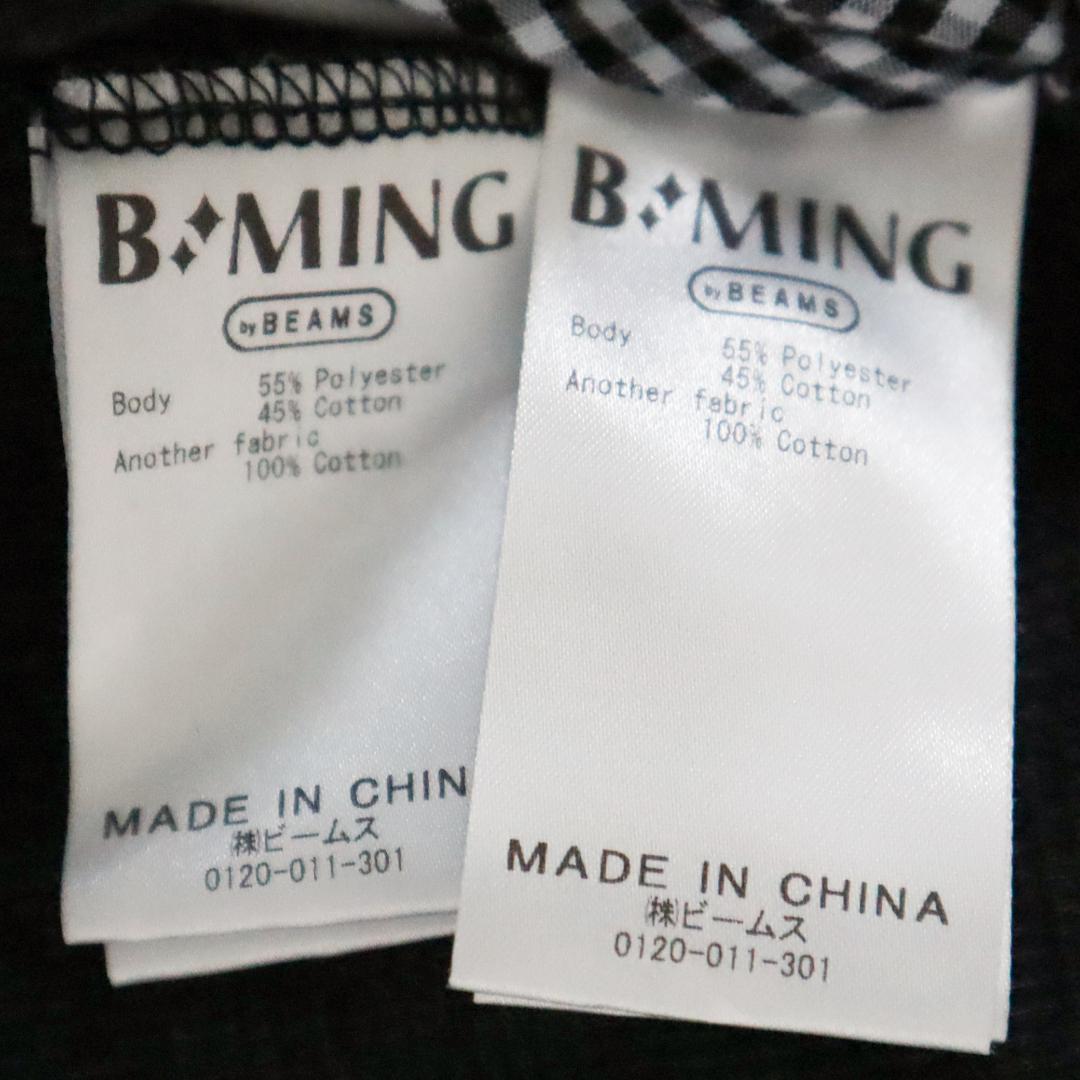 B MING
by BEAMS
Body 55% Polyester
45% Cotton
Another fabric
100% Cotton
MADE IN CHIN
㈱ビームス
0120-011-301
B MING
by BEAMS
Body 55% Polyester
45% Cotton
Another fabric
100% Cotton
MADE IN CHINA
㈱ビームス
0120-011-301